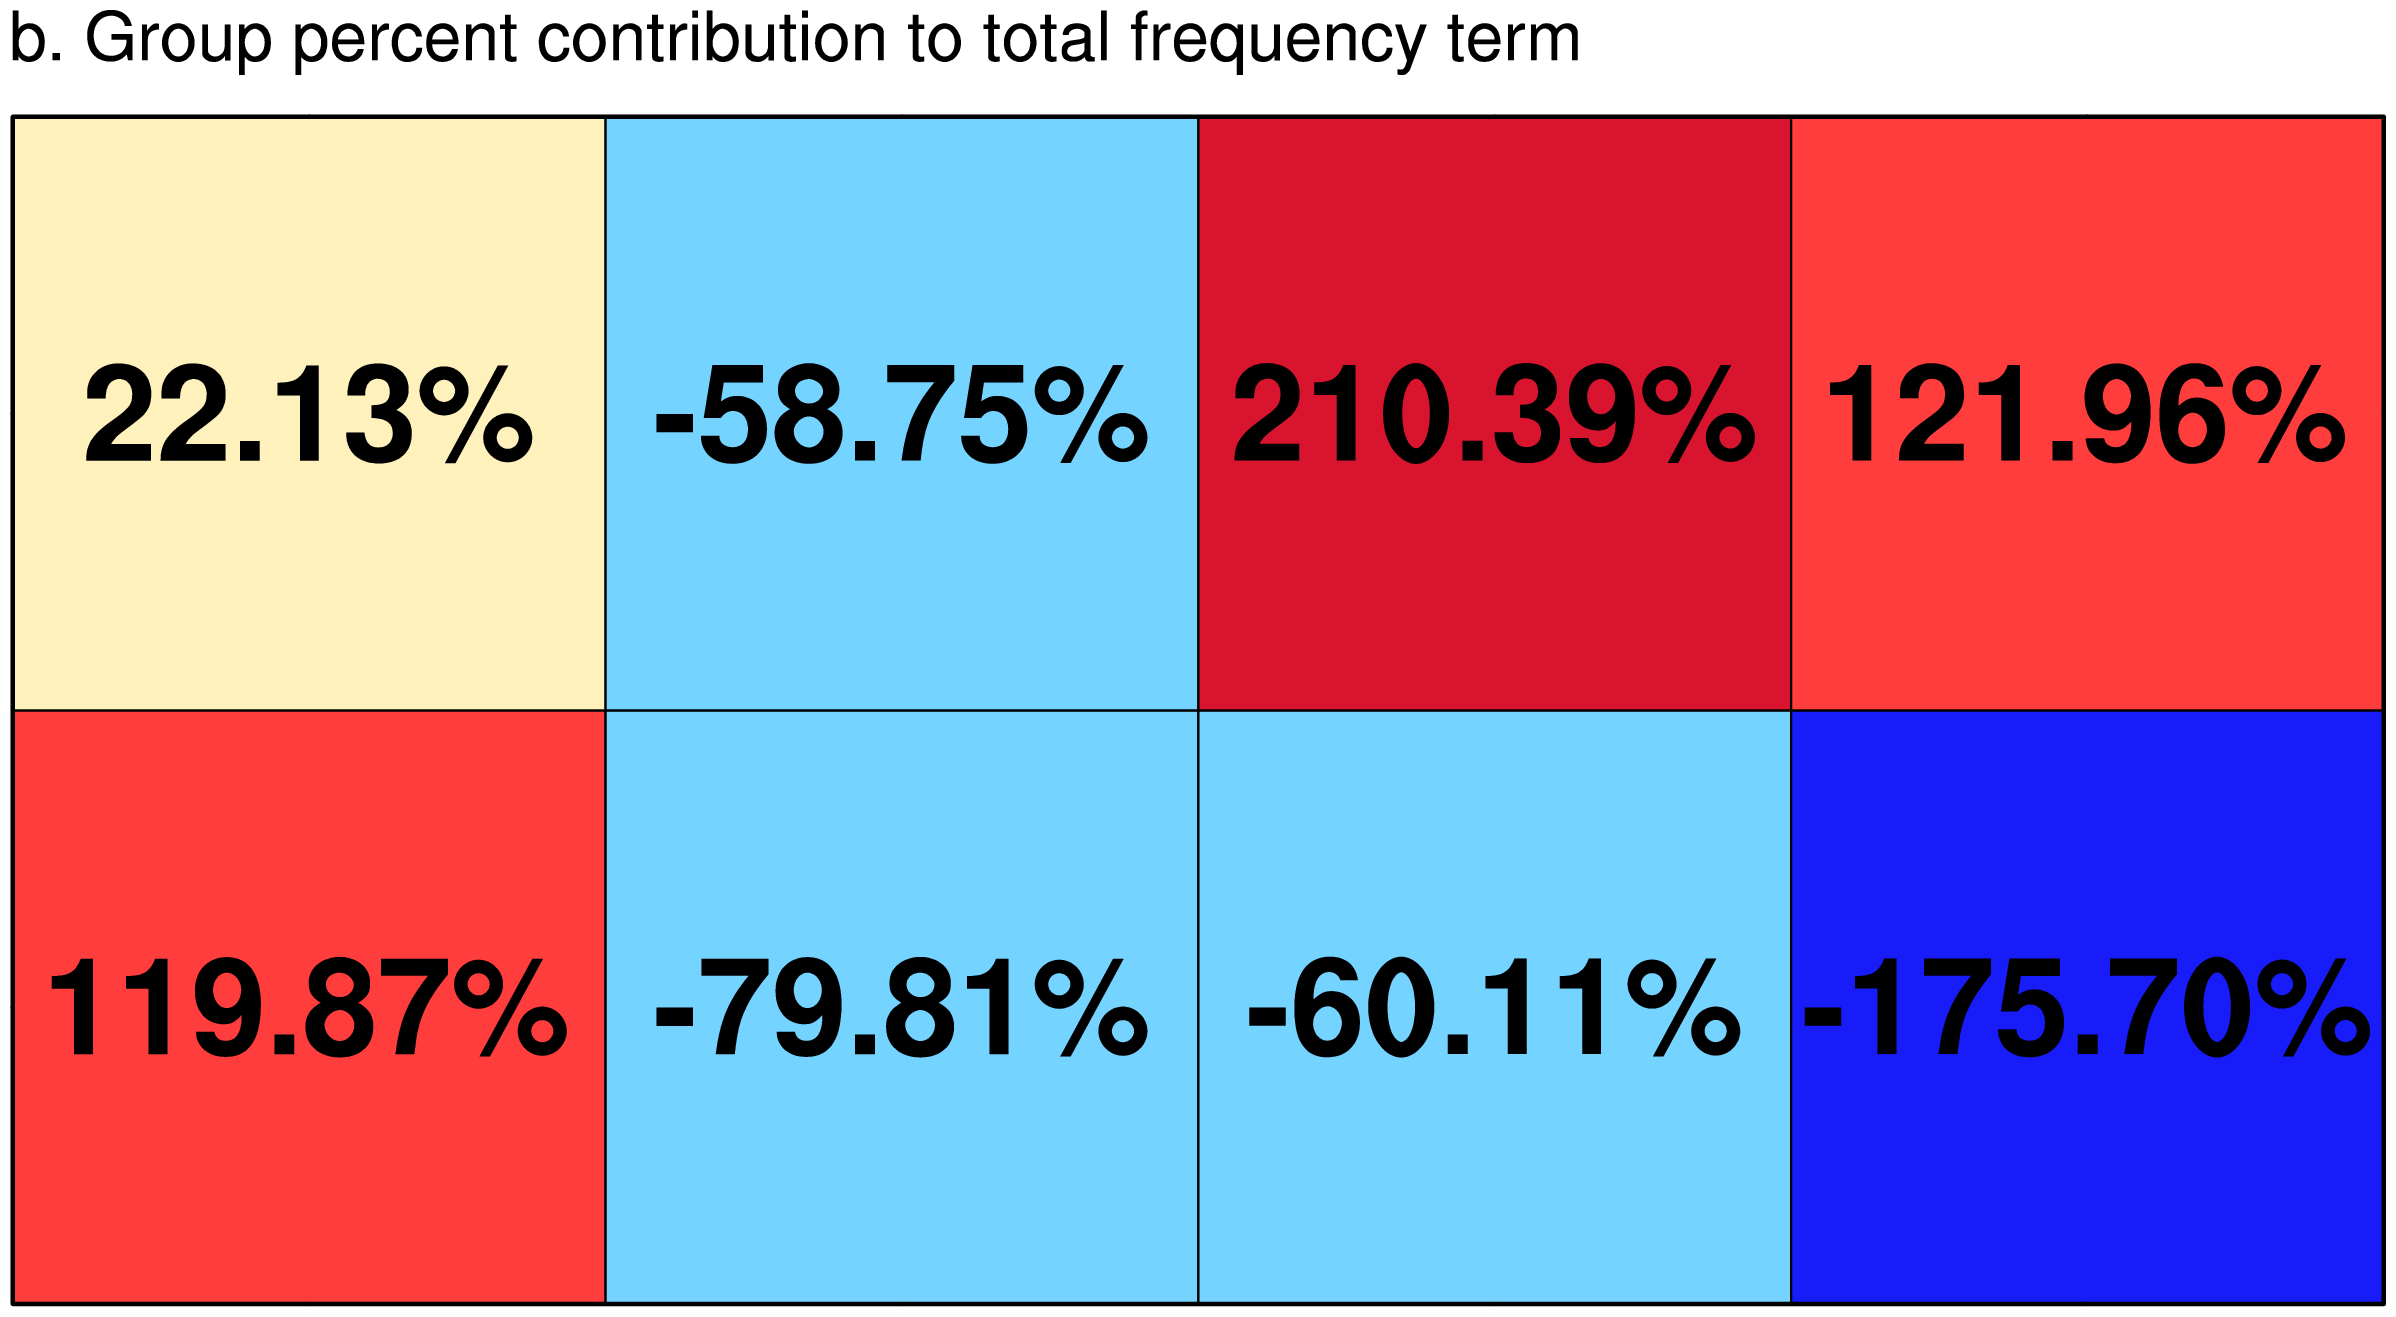 b. Group percent contribution to total frequency term
22.13% -58.75% 210.39% 121.96%
119.87% -79.81% -60.11% -175.70%